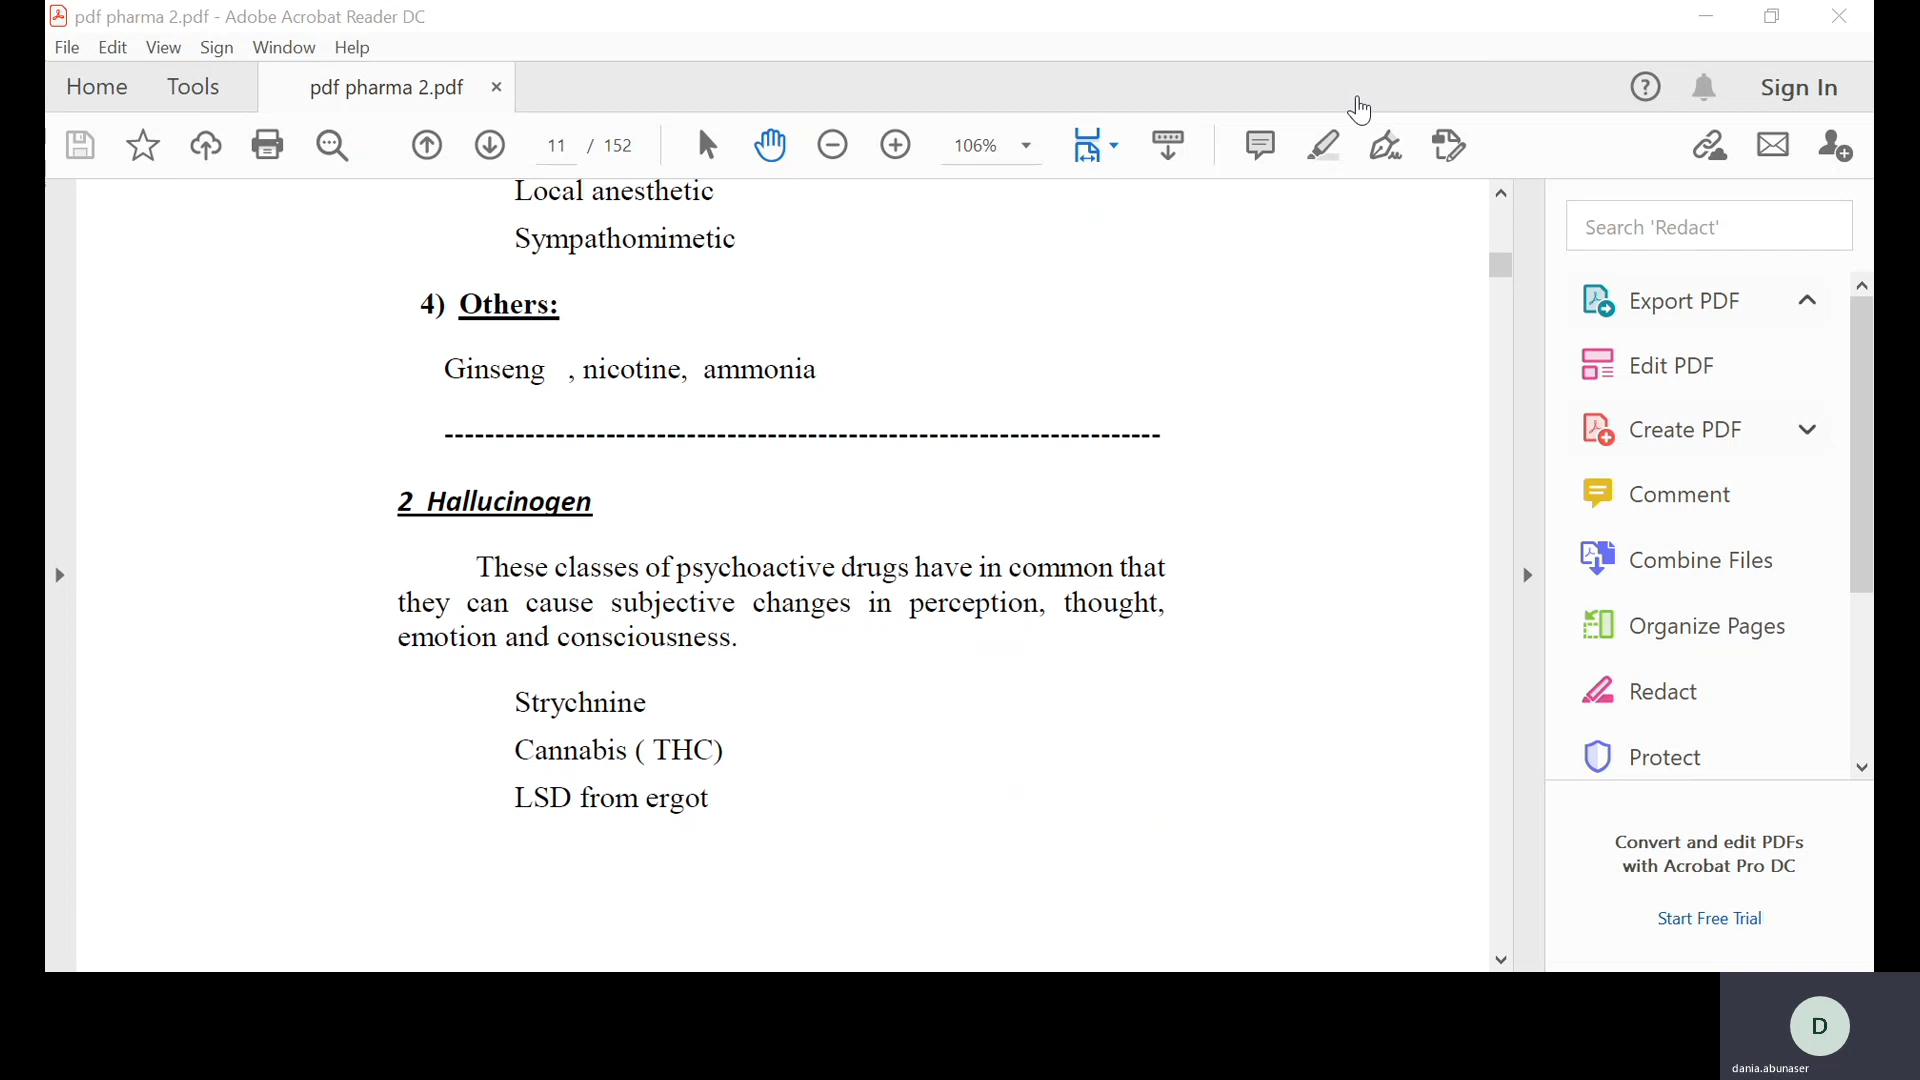 pdf pharma 2.pdf - Adobe Acrobat Reader DC
File Edit View Sign Window Help
Home Tools pdf pharma 2.pdf × Sign In
11 / 152 106%
Local anesthetic
Sympathomimetic
4) Others:
Ginseng , nicotine, ammonia
----------------------------------------------------------------------
2 Hallucinogen
These classes of psychoactive drugs have in common that
they can cause subjective changes in perception, thought,
emotion and consciousness.
Strychnine
Cannabis ( THC)
LSD from ergot
Search 'Redact'
Export PDF
Edit PDF
Create PDF
Comment
Combine Files
Organize Pages
Redact
Protect
Convert and edit PDFs
with Acrobat Pro DC
Start Free Trial
D
dania.abunaser